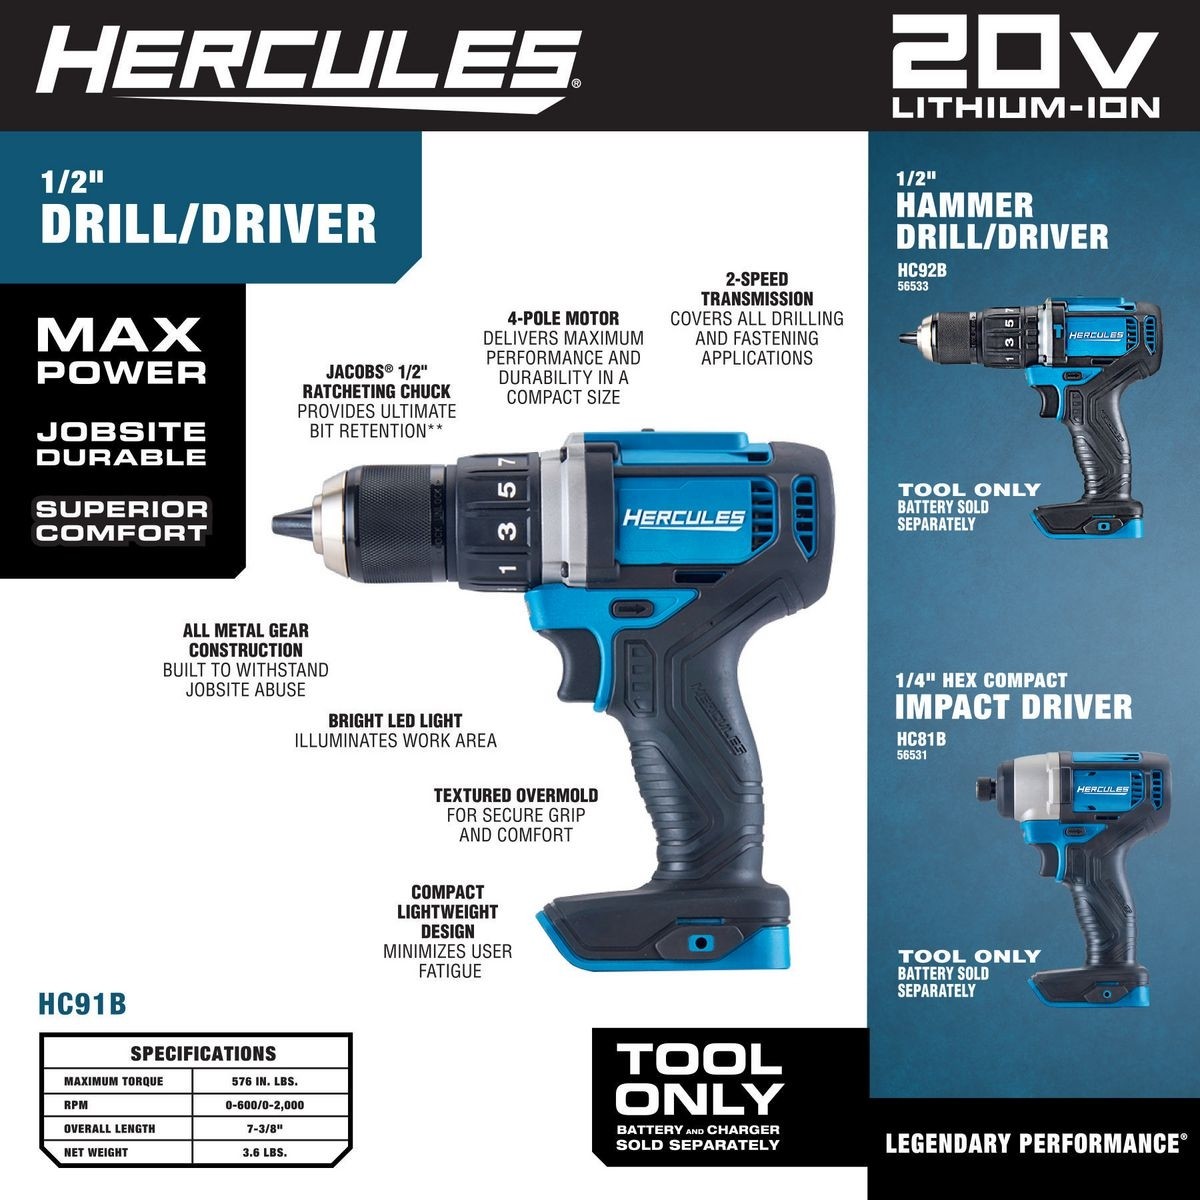 HERCULES®
20V
LITHIUM-ION
1/2"
DRILL/DRIVER
MAX
POWER
JOBSITE
DURABLE
SUPERIOR
COMFORT
JACOBS® 1/2"
RATCHETING CHUCK
PROVIDES ULTIMATE
BIT RETENTION**
4-POLE MOTOR
DELIVERS MAXIMUM
PERFORMANCE AND
DURABILITY IN A
COMPACT SIZE
2-SPEED
TRANSMISSION
COVERS ALL DRILLING
AND FASTENING
APPLICATIONS
1 3 5 7
HERCULES
HERCULES
ALL METAL GEAR
CONSTRUCTION
BUILT TO WITHSTAND
JOBSITE ABUSE
BRIGHT LED LIGHT
ILLUMINATES WORK AREA
TEXTURED OVERMOLD
FOR SECURE GRIP
AND COMFORT
COMPACT
LIGHTWEIGHT
DESIGN
MINIMIZES USER
FATIGUE
HC91B
SPECIFICATIONS
MAXIMUM TORQUE 576 IN. LBS.
RPM 0-600/0-2,000
OVERALL LENGTH 7-3/8"
NET WEIGHT 3.6 LBS.
TOOL
ONLY
BATTERY AND CHARGER
SOLD SEPARATELY
1/2"
HAMMER
DRILL/DRIVER
HC92B
56533
1 3 5 7
HERCULES
TOOL ONLY
BATTERY SOLD
SEPARATELY
1/4" HEX COMPACT
IMPACT DRIVER
HC81B
56531
HERCULES
TOOL ONLY
BATTERY SOLD
SEPARATELY
LEGENDARY PERFORMANCE®